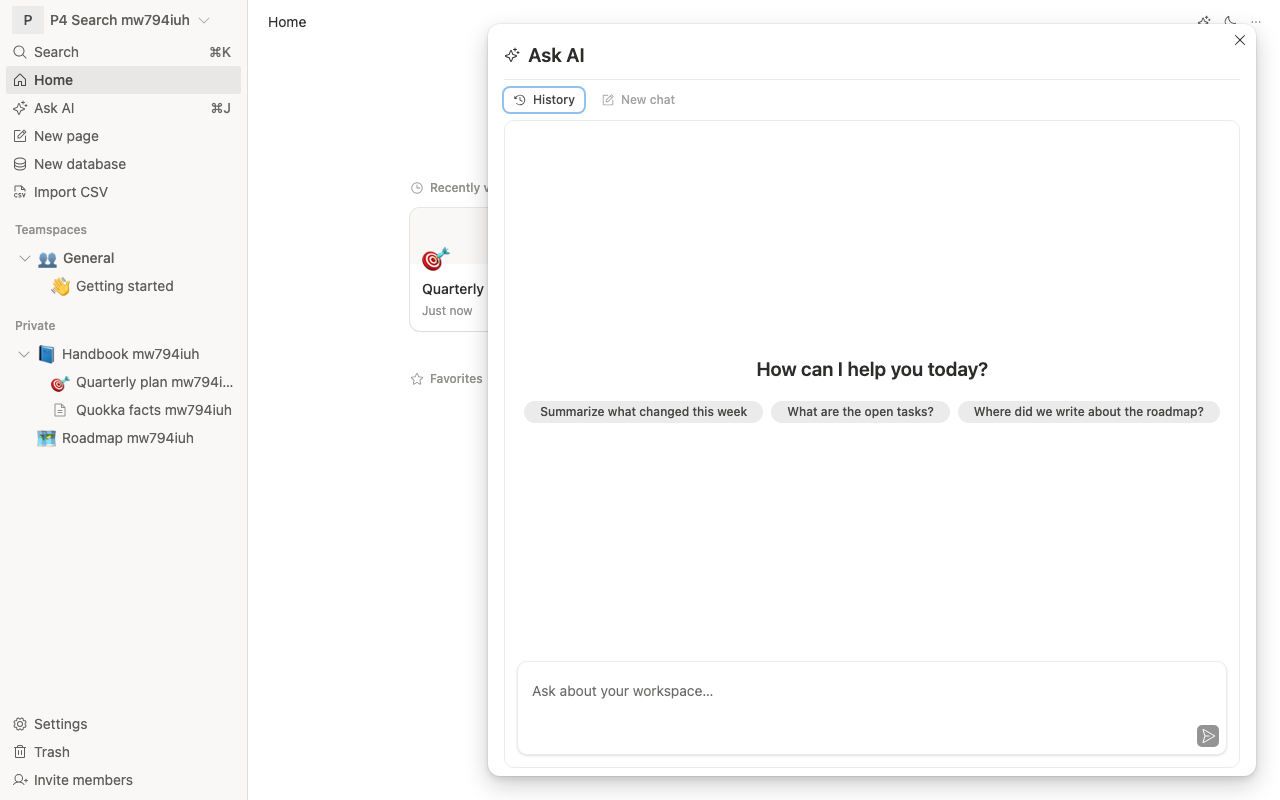 P P4 Search mw794iuh
Search ⌘K
Home
Ask AI ⌘J
New page
New database
Import CSV
Teamspaces
General
Getting started
Private
Handbook mw794iuh
Quarterly plan mw794i...
Quokka facts mw794iuh
Roadmap mw794iuh
Settings
Trash
Invite members
Home
Recently v
Quarterly
Just now
Favorites
Ask AI
History New chat
How can I help you today?
Summarize what changed this week What are the open tasks? Where did we write about the roadmap?
Ask about your workspace...